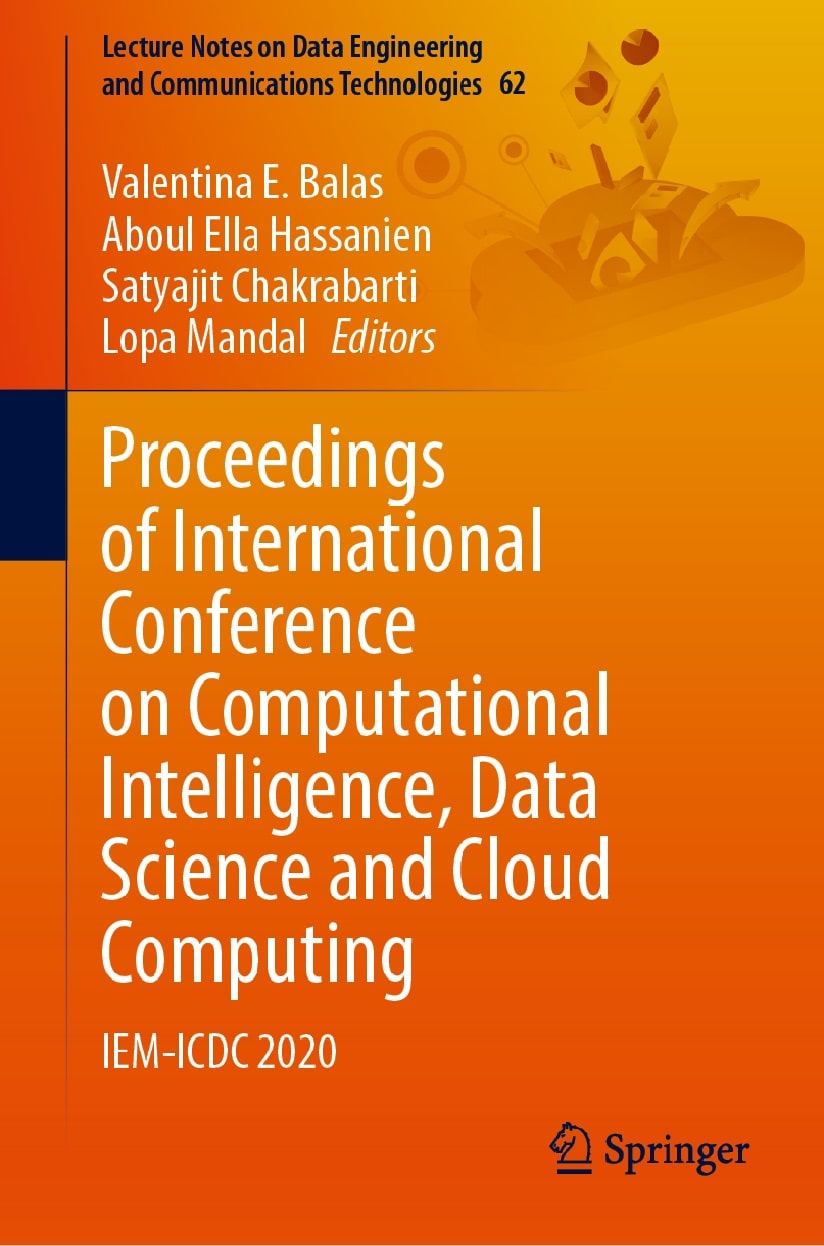 Lecture Notes on Data Engineering
and Communications Technologies 62
Valentina E. Balas
Aboul Ella Hassanien
Satyajit Chakrabarti
Lopa Mandal Editors
Proceedings
of International
Conference
on Computational
Intelligence, Data
Science and Cloud
Computing
IEM-ICDC 2020
Springer